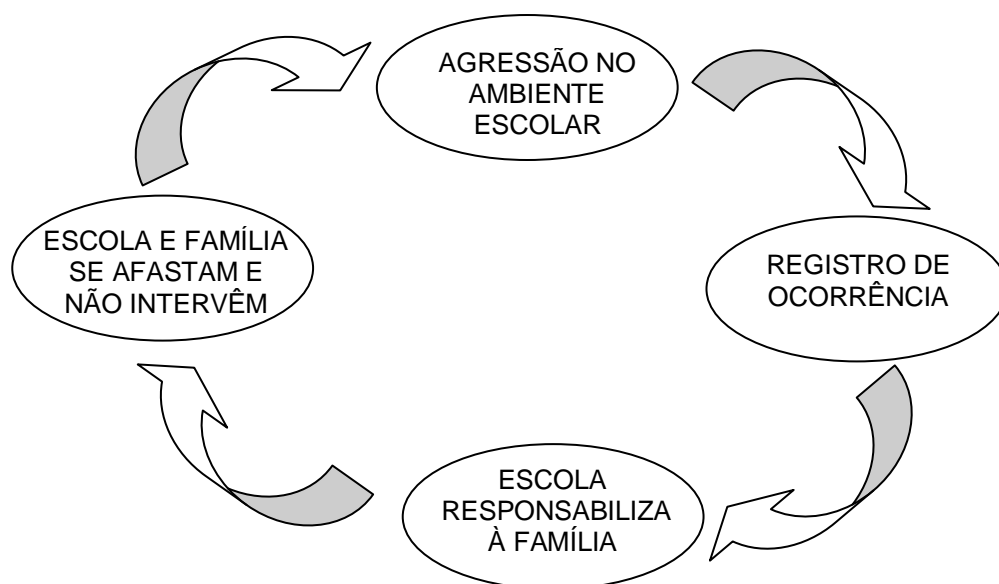 AGRESSÃO NO
AMBIENTE
ESCOLAR
REGISTRO DE
OCORRÊNCIA
ESCOLA
RESPONSABILIZA
À FAMÍLIA
ESCOLA E FAMÍLIA
SE AFASTAM E
NÃO INTERVÊM